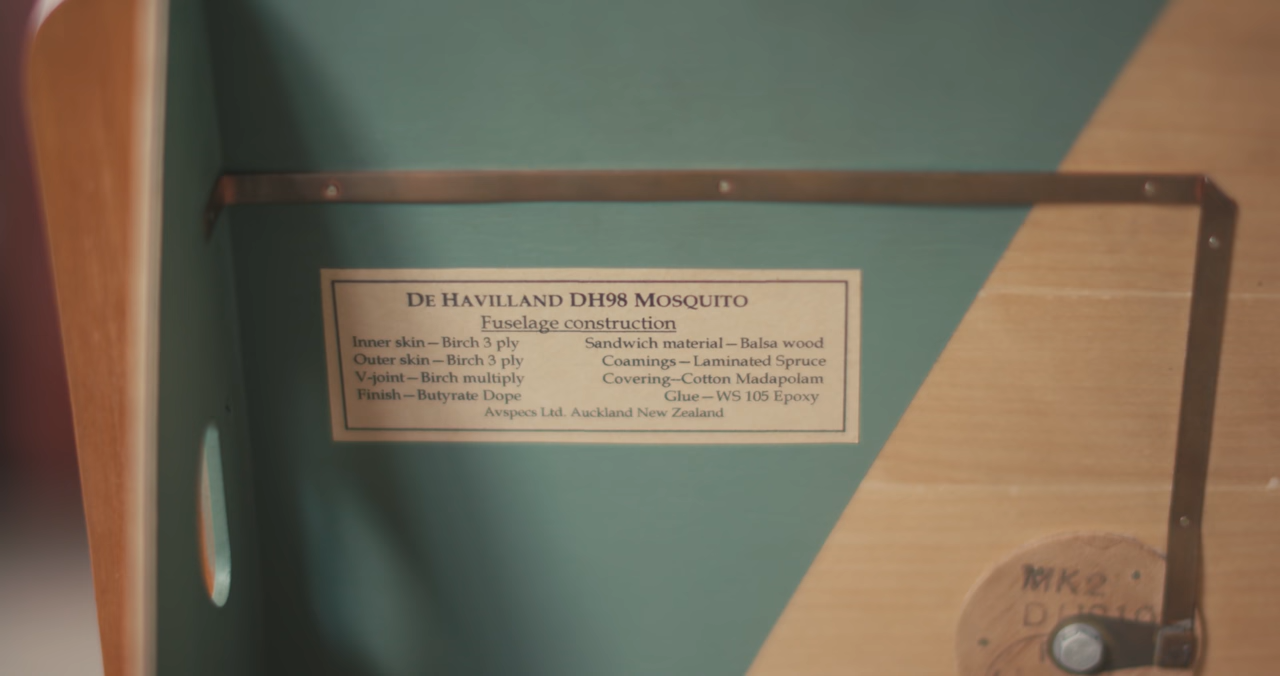 DE HAVILLAND DH98 MOSQUITO
Fuselage construction
Inner skin—Birch 3 ply Sandwich material—Balsa wood
Outer skin—Birch 3 ply Coamings—Laminated Spruce
V-joint—Birch multiply Covering—Cotton Madapolam
Finish—Butyrate Dope Glue—WS 105 Epoxy
Avspecs Ltd. Auckland New Zealand
MK2